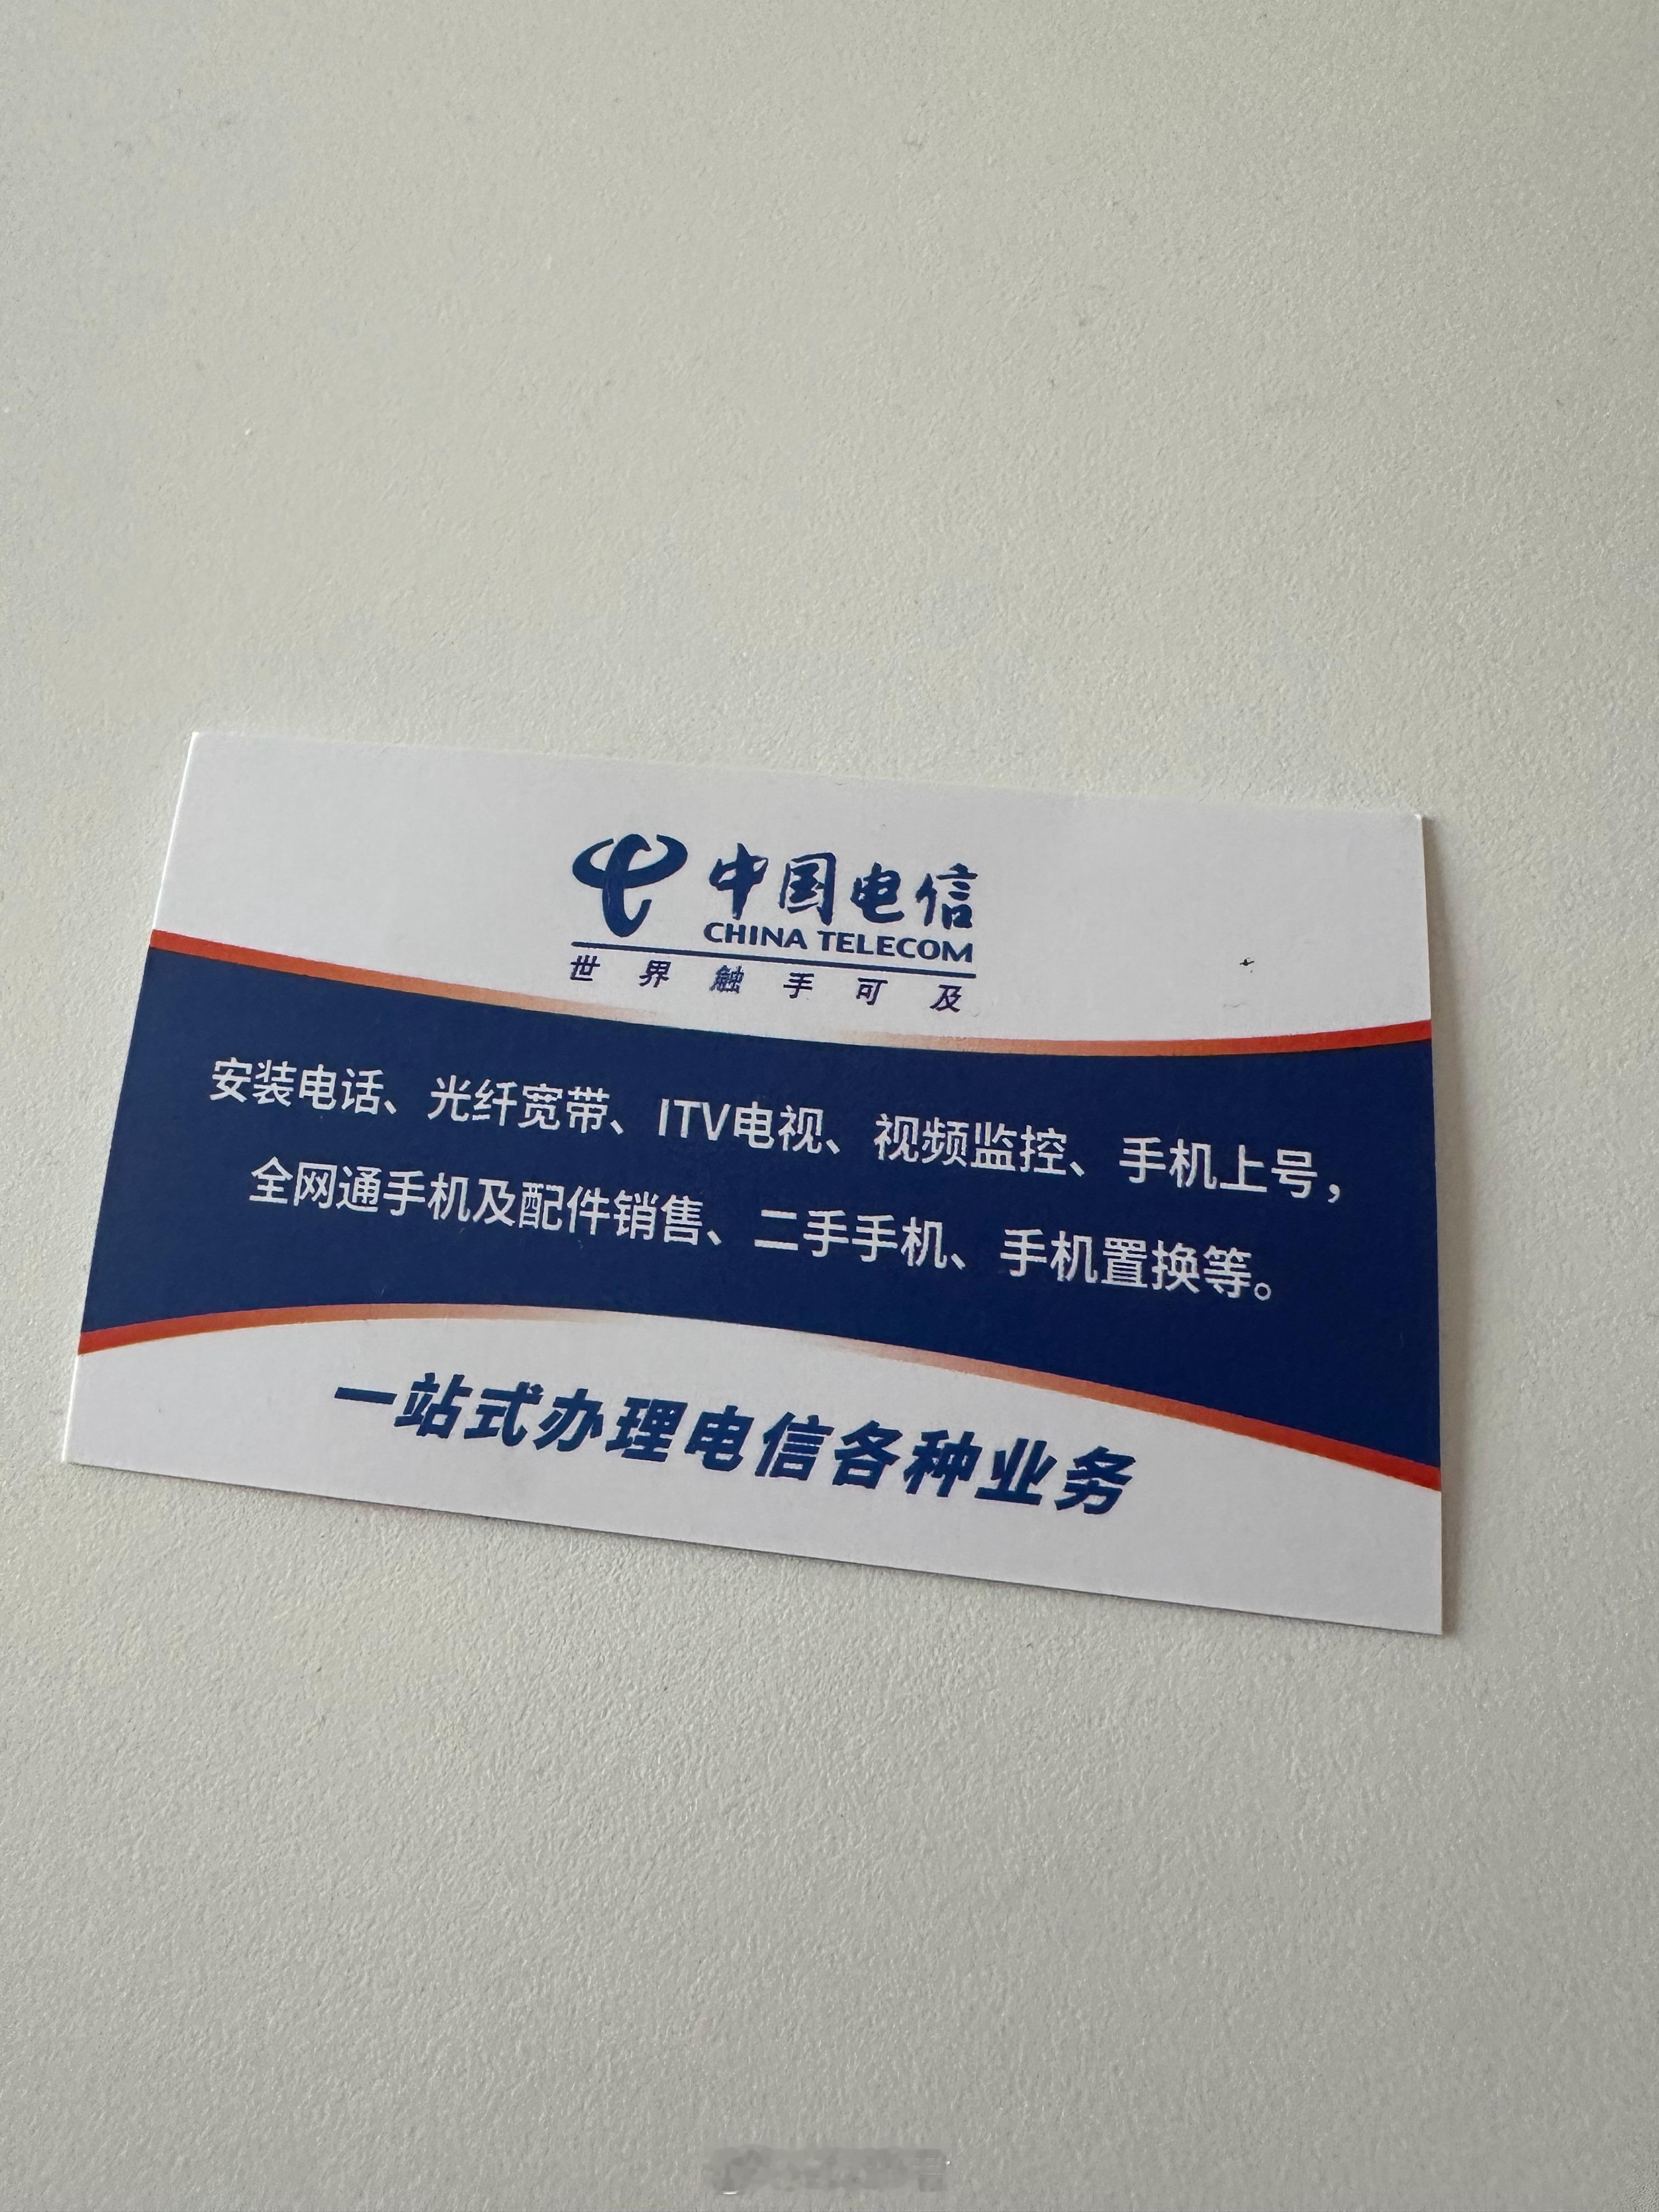 中国电信
CHINA TELECOM
世界触手可及
安装电话、光纤宽带、ITV电视、视频监控、手机上号，
全网通手机及配件销售、二手手机、手机置换等。
一站式办理电信各种业务